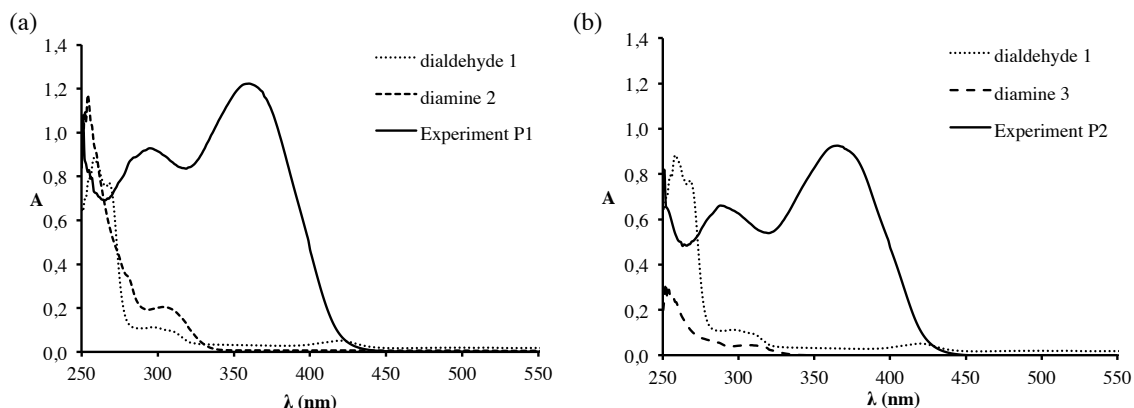 (a)
1,4
1,2
1,0
0,8
A
0,6
0,4
0,2
0,0
250 300 350 400 450 500 550
λ (nm)
dialdehyde 1
diamine 2
Experiment P1
(b)
1,4
1,2
1,0
0,8
A
0,6
0,4
0,2
0,0
250 300 350 400 450 500 550
λ (nm)
dialdehyde 1
diamine 3
Experiment P2